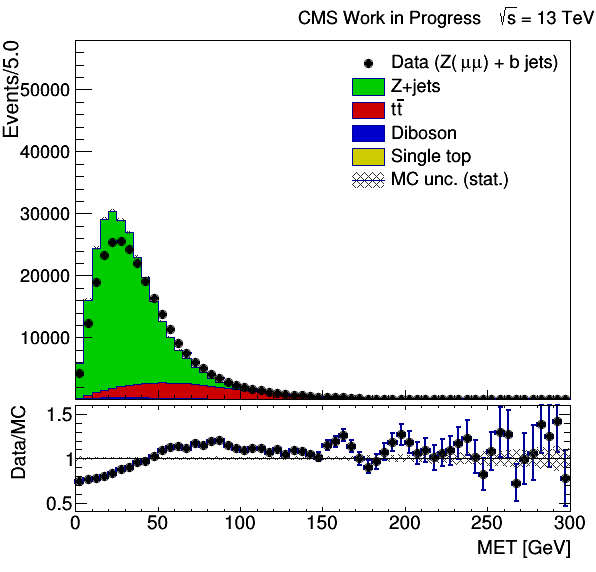 CMS Work in Progress √s = 13 TeV
Events/5.0
50000
40000
30000
20000
10000
Data (Z(μμ) + b jets)
Z+jets
tt̄
Diboson
Single top
MC unc. (stat.)
Data/MC
1.5
1
0.5
0 50 100 150 200 250 300
MET [GeV]